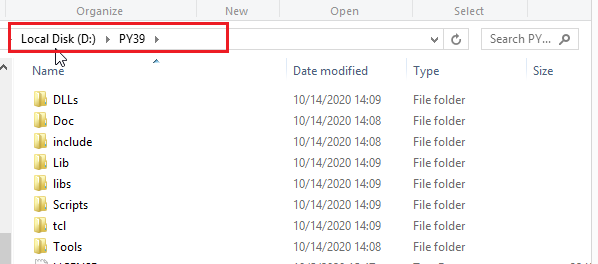 Organize New Open Select
Local Disk (D:) PY39 Search PY...
Name Date modified Type Size
DLLs 10/14/2020 14:09 File folder
Doc 10/14/2020 14:08 File folder
include 10/14/2020 14:08 File folder
Lib 10/14/2020 14:09 File folder
libs 10/14/2020 14:09 File folder
Scripts 10/14/2020 14:09 File folder
tcl 10/14/2020 14:09 File folder
Tools 10/14/2020 14:08 File folder